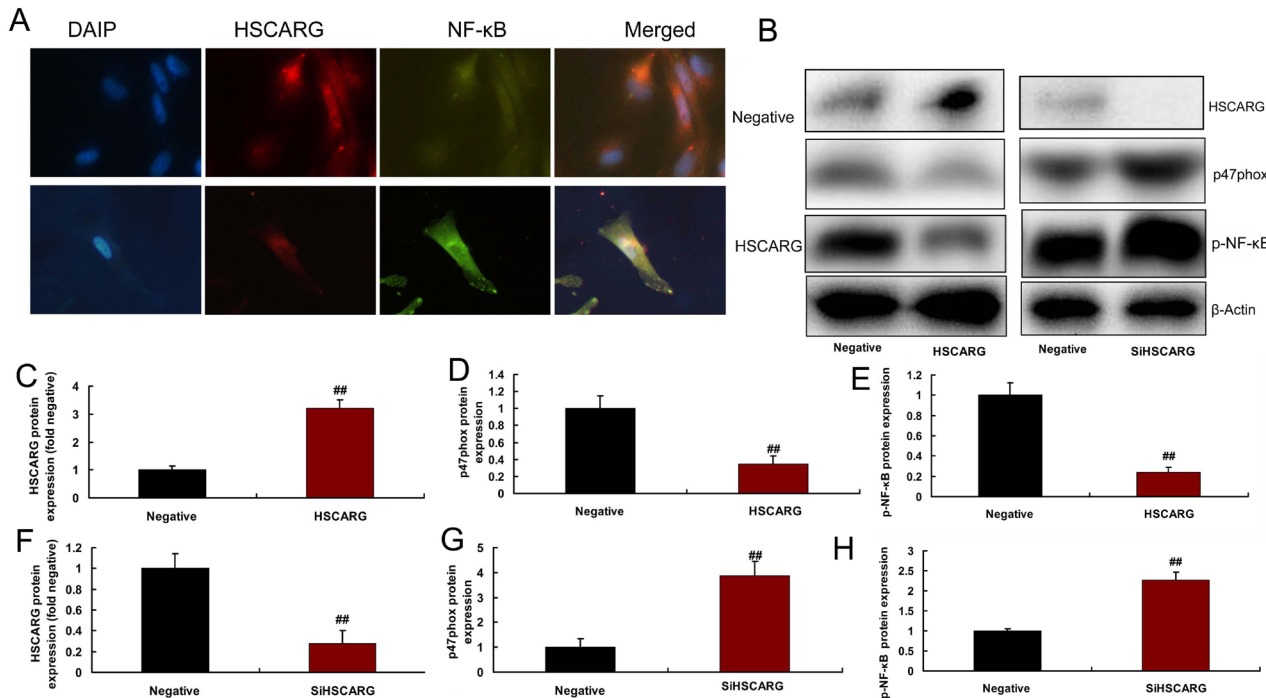 A
DAIP
HSCARG
NF-κB
Merged
B
Negative
HSCARG
HSCARG
p47phox
p-NF-κB
β-Actin
Negative
HSCARG
Negative
SiHSCARG
C
HSCARG protein
expression (fold negative)
4
3
2
1
0
##
Negative
HSCARG
D
p47phox protein
expression
1.4
1.2
1
0.8
0.6
0.4
0.2
0
##
Negative
HSCARG
E
p-NF-κB protein expression
1.2
1
0.8
0.6
0.4
0.2
0
##
Negative
HSCARG
F
HSCARG protein
expression (fold negative)
1.2
1
0.8
0.6
0.4
0.2
0
##
Negative
SiHSCARG
G
p47phox protein
expression
5
4
3
2
1
0
##
Negative
SiHSCARG
H
p-NF-κB protein expression
3
2.5
2
1.5
1
0.5
0
##
Negative
SiHSCARG